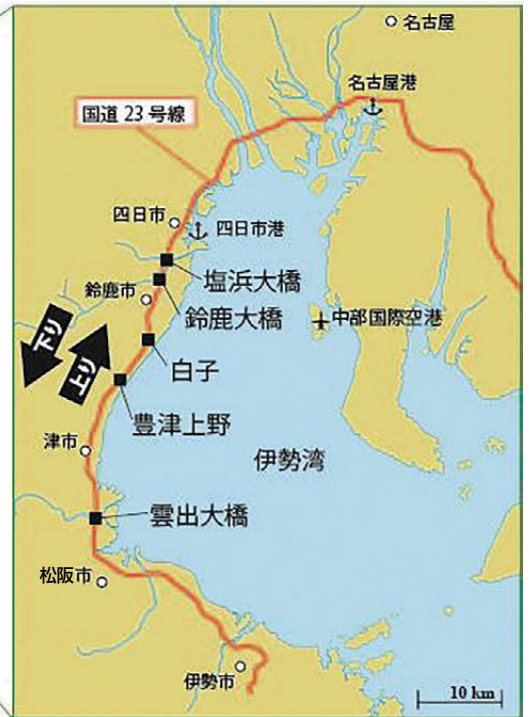 名古屋
名古屋港
国道 23 号線
四日市
四日市港
塩浜大橋
鈴鹿市
鈴鹿大橋
中部国際空港
下り
上り
白子
豊津上野
津市
伊勢湾
雲出大橋
松阪市
伊勢市
10 km